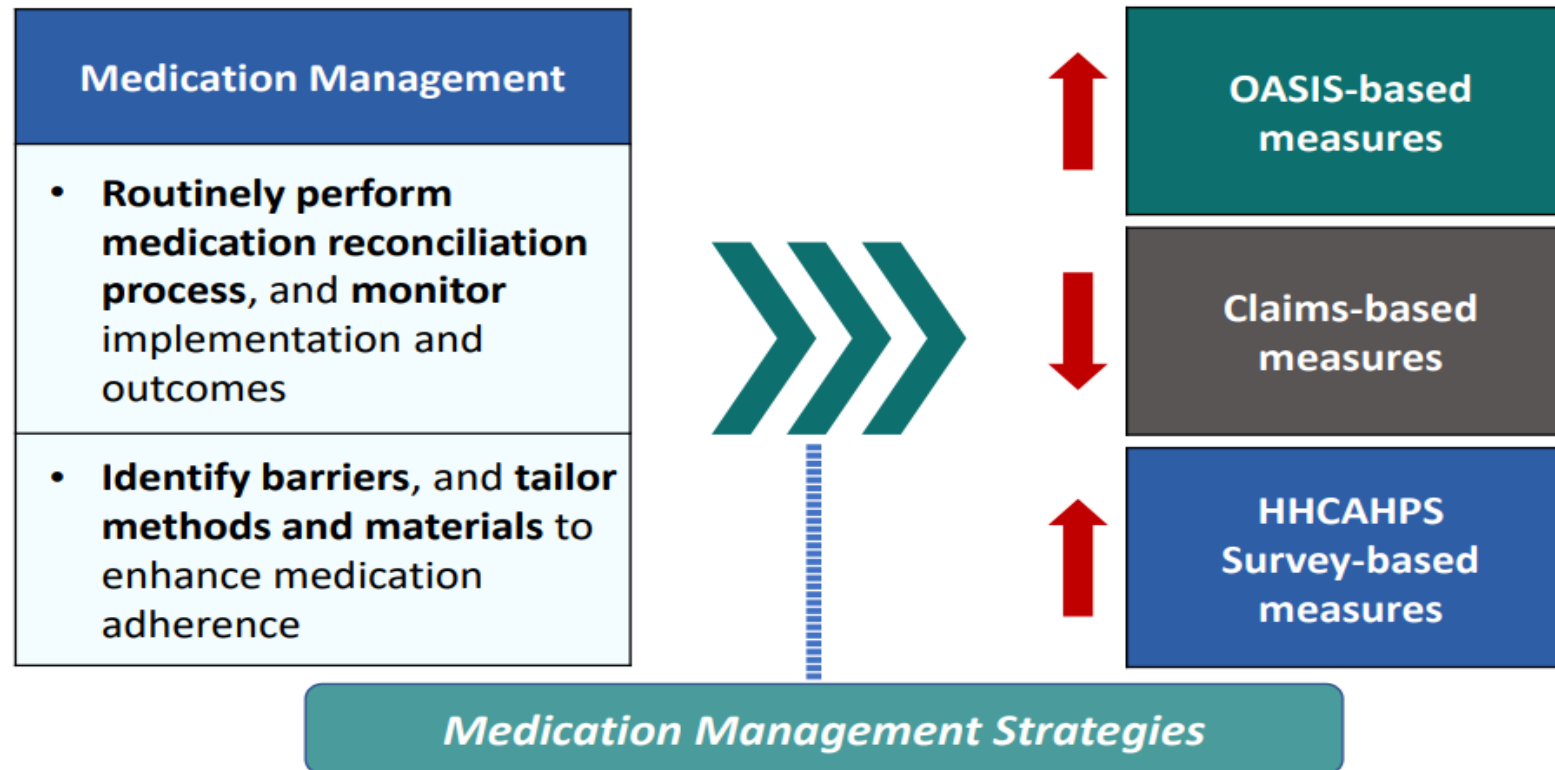 Medication Management
• Routinely perform
medication reconciliation
process, and monitor
implementation and
outcomes
• Identify barriers, and tailor
methods and materials to
enhance medication
adherence
OASIS-based
measures
Claims-based
measures
HHCAHPS
Survey-based
measures
Medication Management Strategies